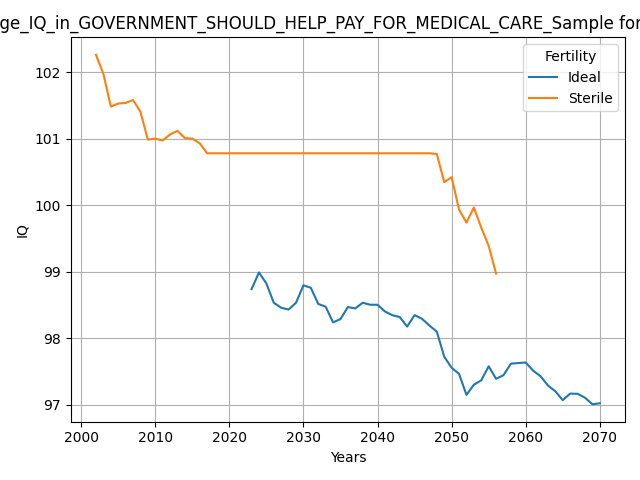 ge_IQ_in_GOVERNMENT_SHOULD_HELP_PAY_FOR_MEDICAL_CARE_Sample for
Fertility
Ideal
Sterile
102
101
100
99
98
97
IQ
2000 2010 2020 2030 2040 2050 2060 2070
Years